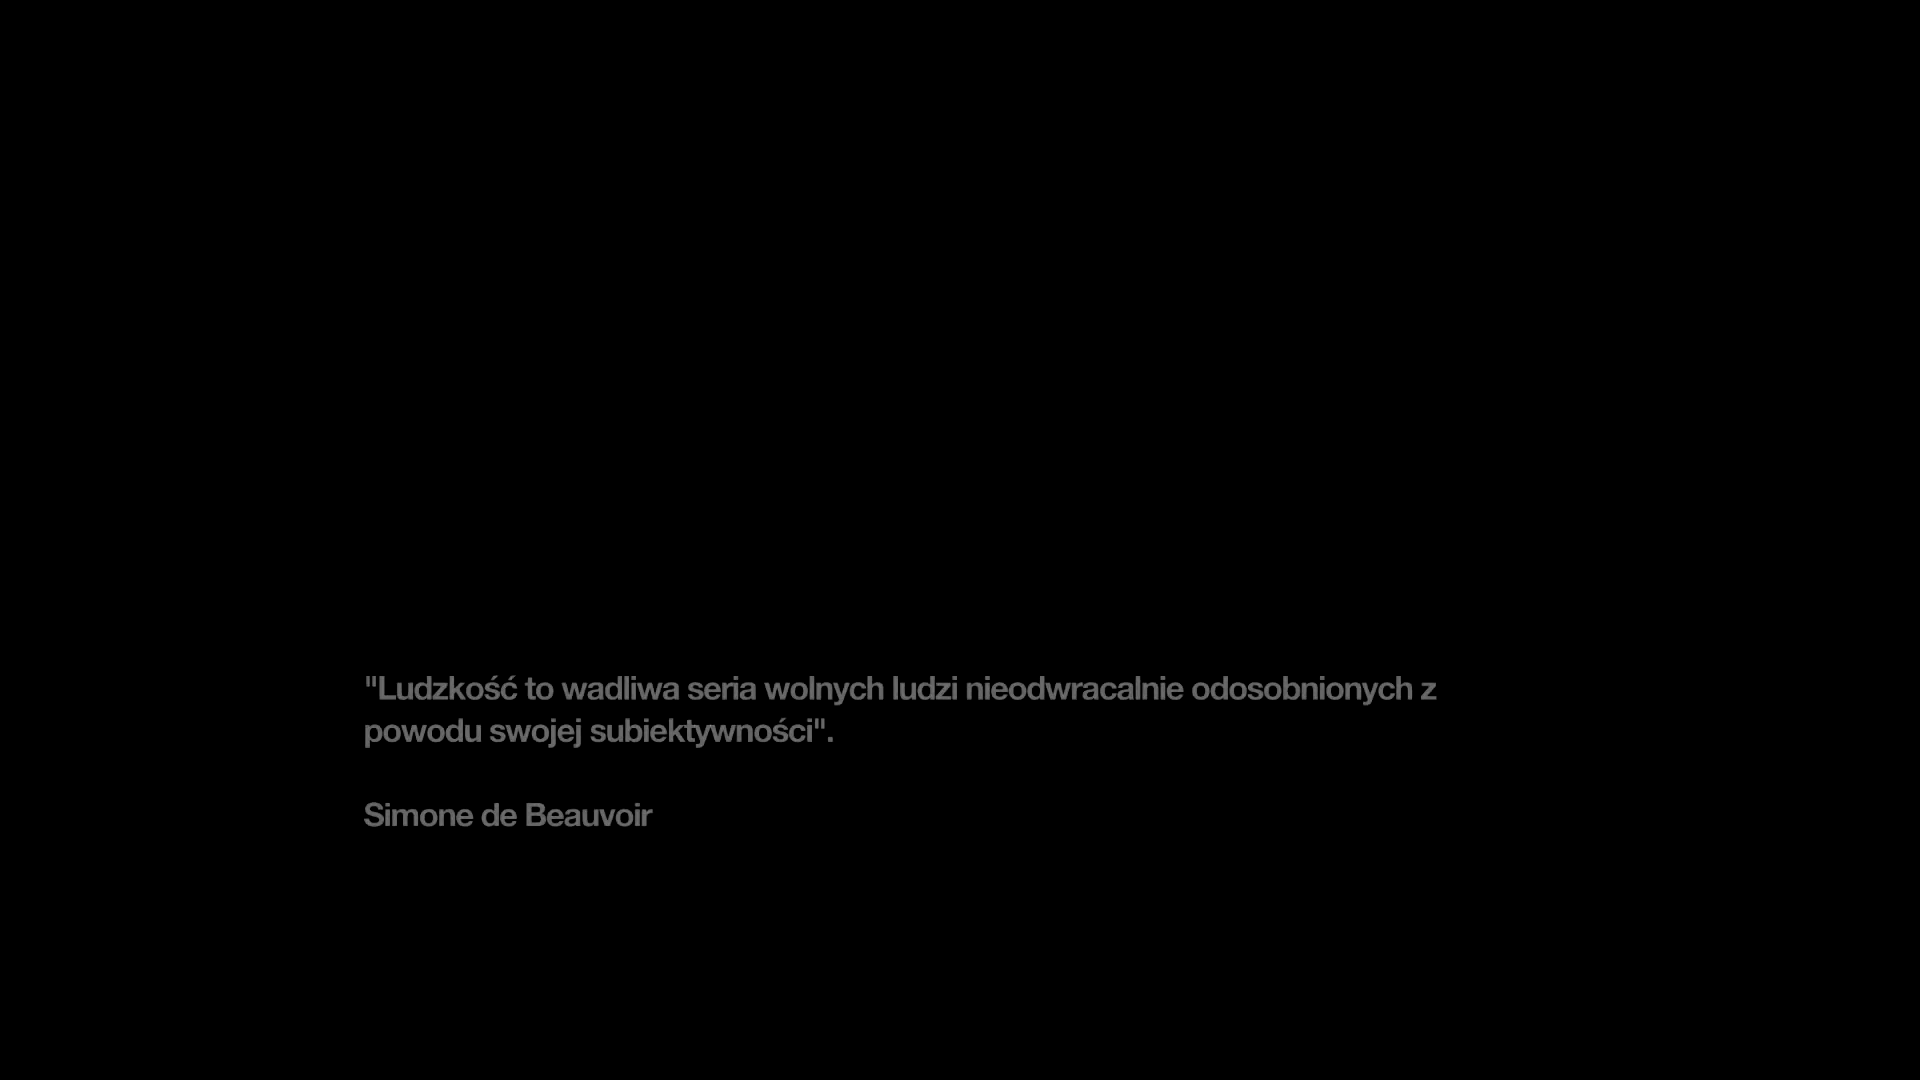 "Ludzkość to wadliwa seria wolnych ludzi nieodwracalnie odosobnionych z
powodu swojej subiektywności".
Simone de Beauvoir